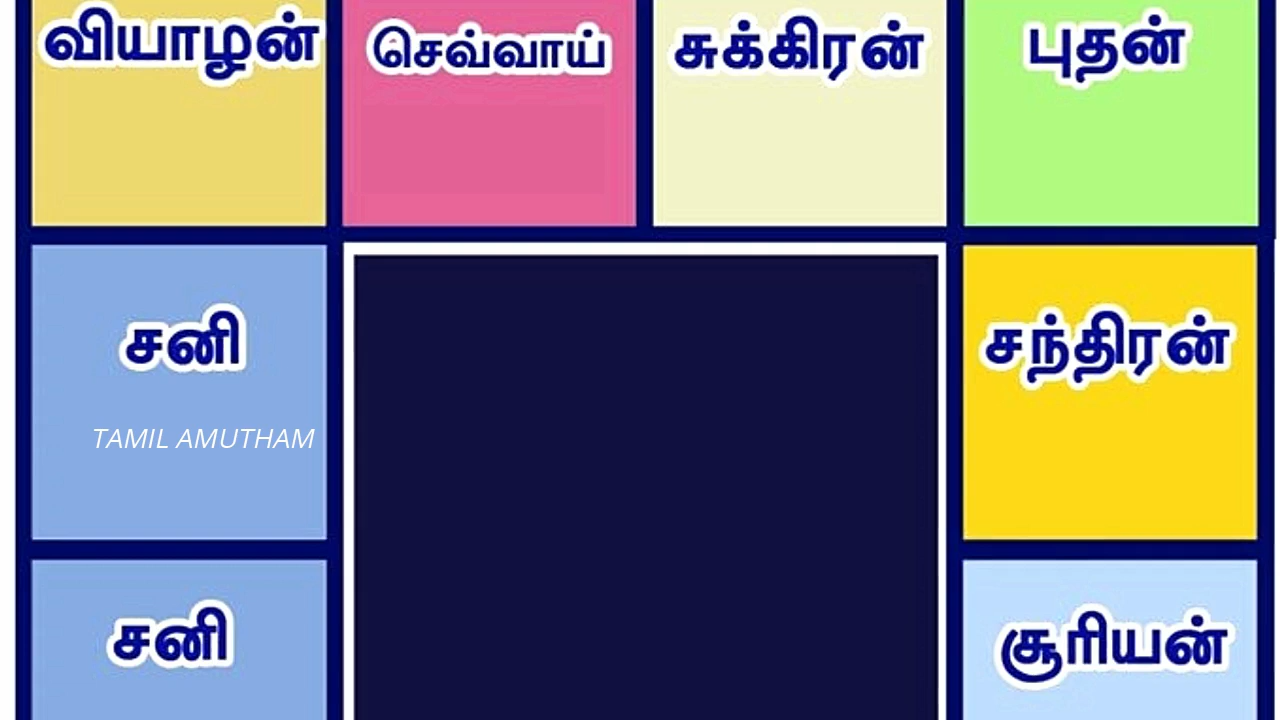 வியாழன்
செவ்வாய்
சுக்கிரன்
புதன்
சனி
TAMIL AMUTHAM
சந்திரன்
சனி
சூரியன்